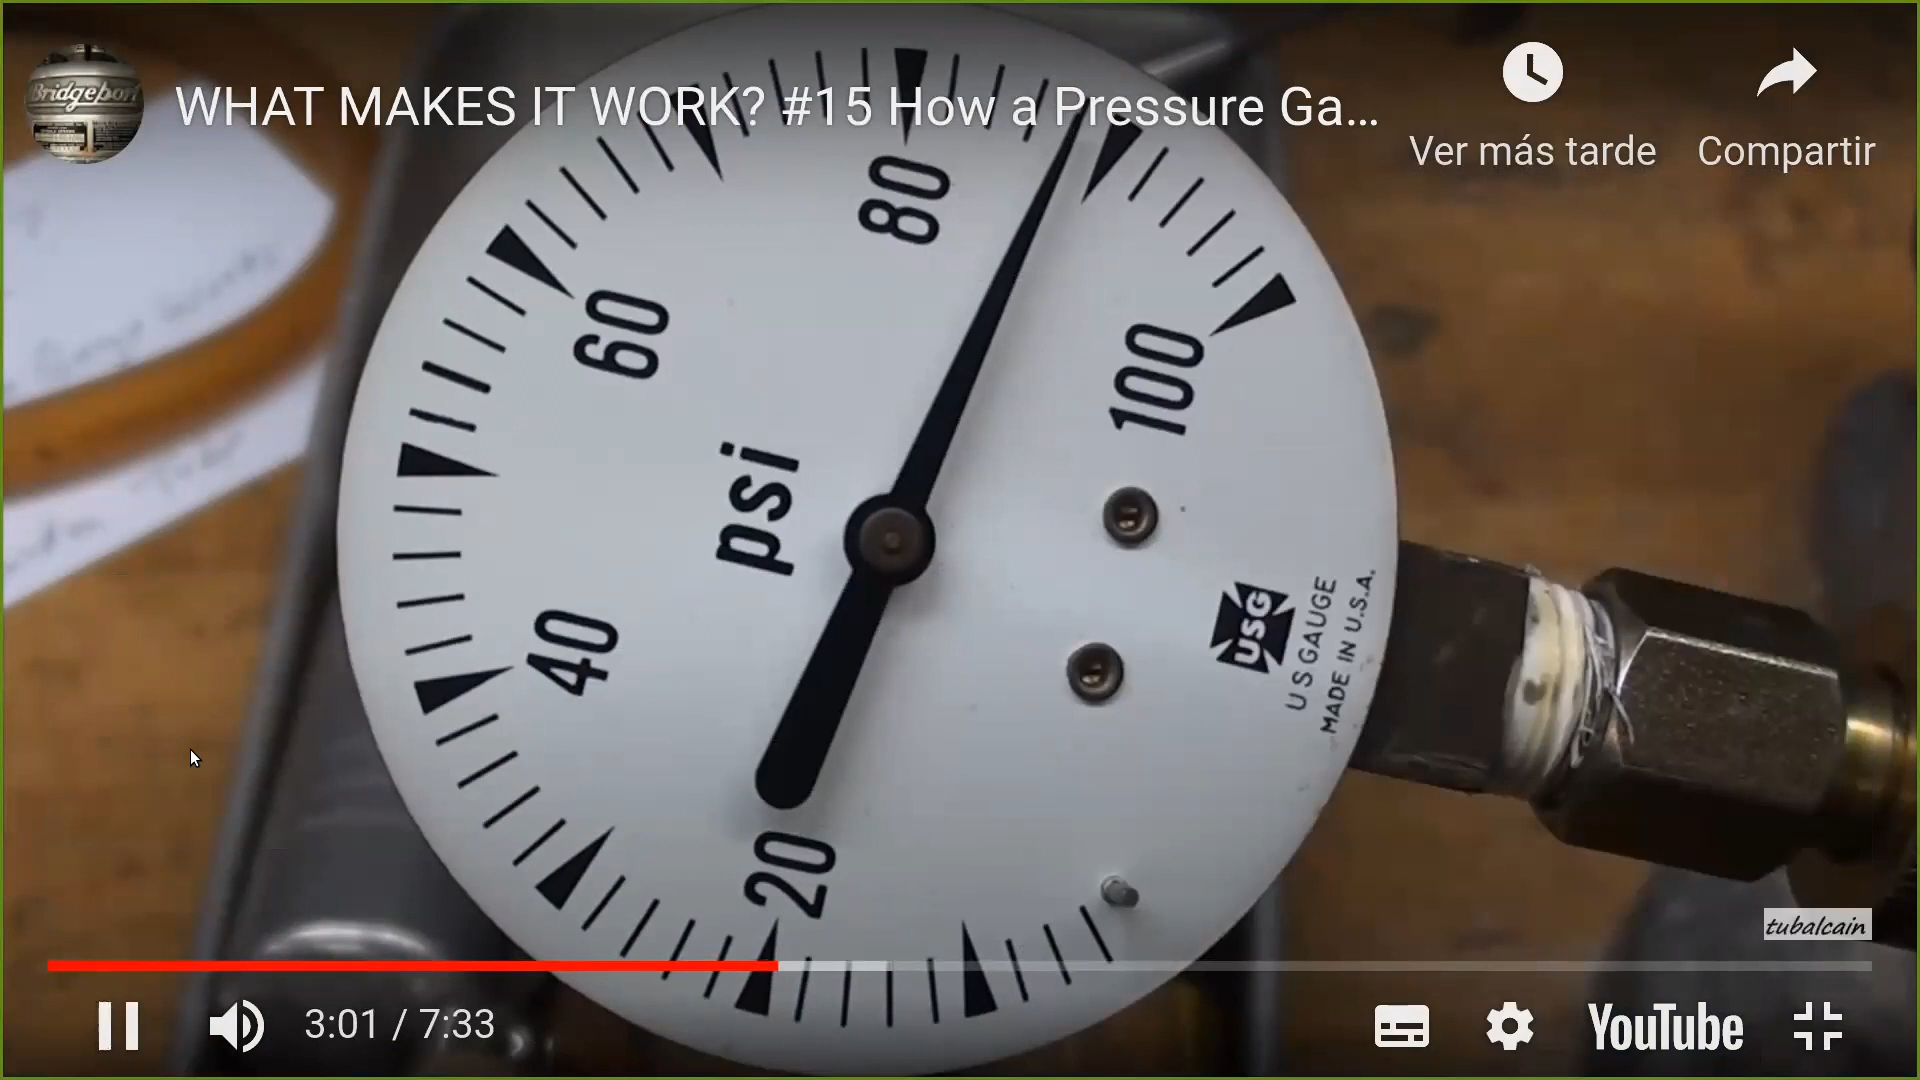 WHAT MAKES IT WORK? #15 How a Pressure Ga...
Ver más tarde
Compartir
Bridgeport
80
60
100
psi
40
20
USG
U S GAUGE
MADE IN U.S.A.
tubalcain
3:01 / 7:33
YouTube